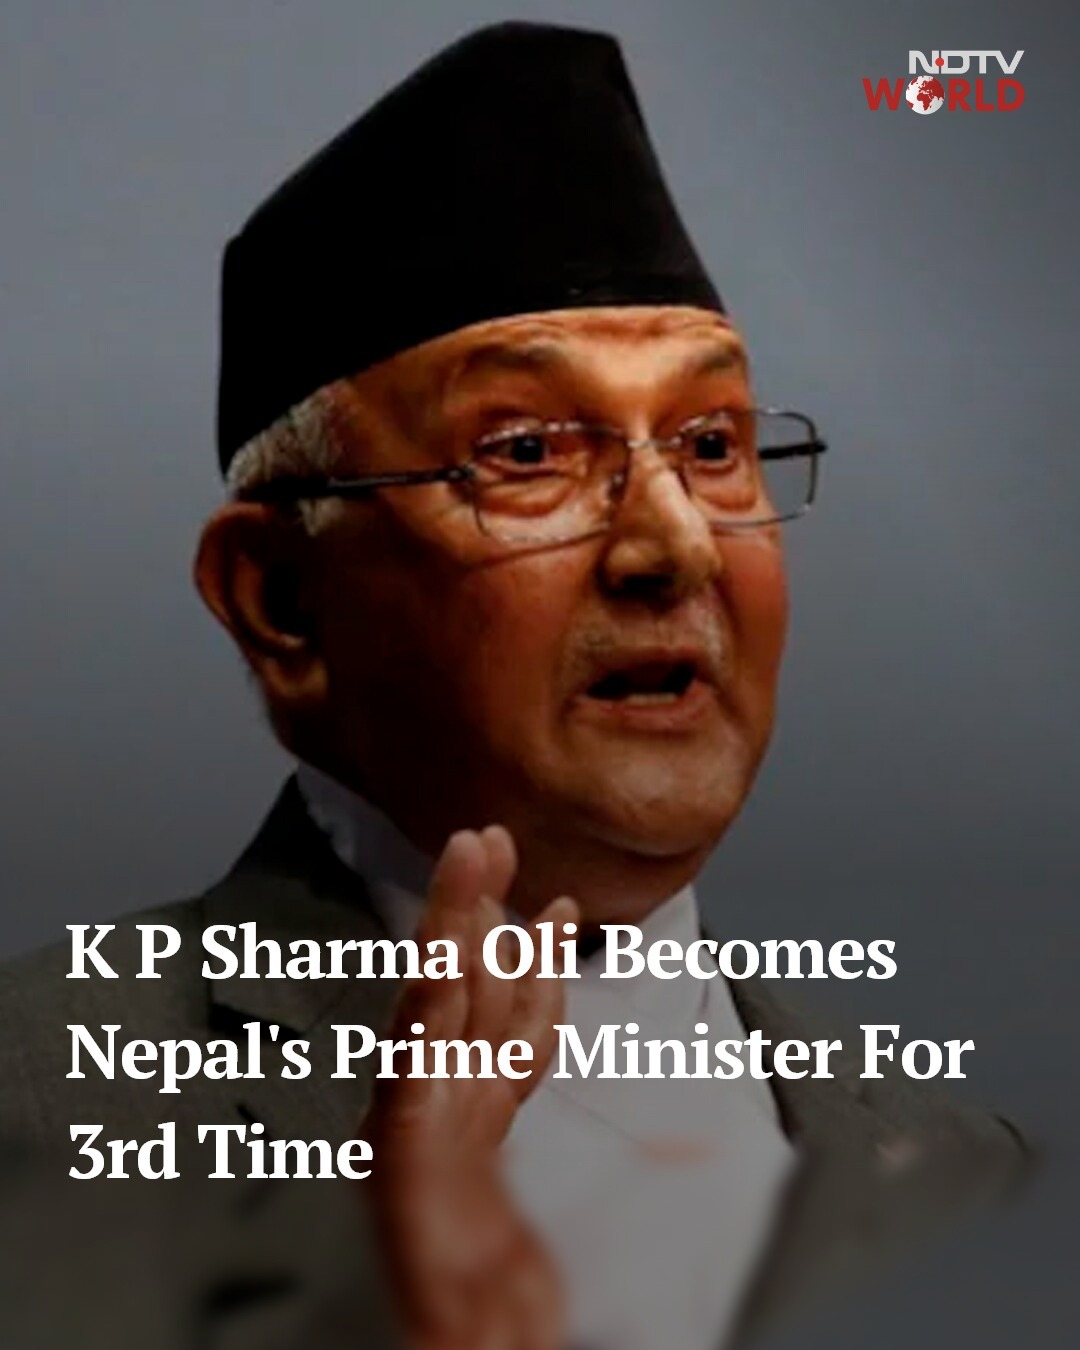 NDTV
WORLD
K P Sharma Oli Becomes
Nepal's Prime Minister For
3rd Time